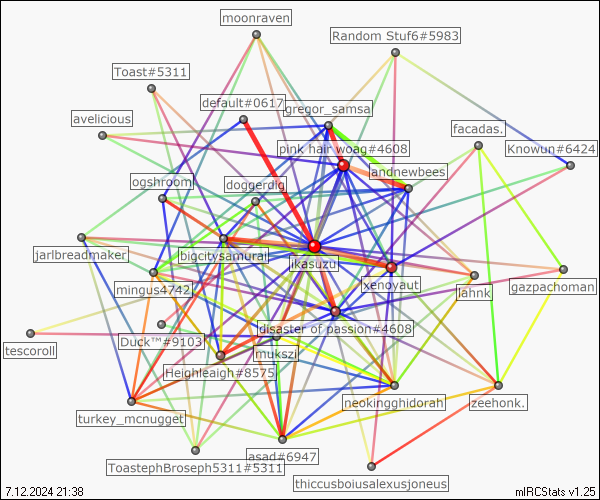 moonraven
Random Stuf6#5983
Toast#5311
default#0617
gregor_samsa
avelicious
facadas.
pink hair woag#4608
Knowun#6424
andnewbees
ogshroom
doggerdig
jarlbreadmaker
bigcitysamurai
ikasuzu
xenoyaut
mingus4742
lahnk
gazpachoman
disaster of passion#4608
Duck™#9103
tescoroll
mukszi
Heighleaigh#8575
neokingghidorah
zeehonk.
turkey_mcnugget
asad#6947
ToastephBroseph5311#5311
thiccusboiusalexusjoneus
7.12.2024 21:38
mIRCStats v1.25